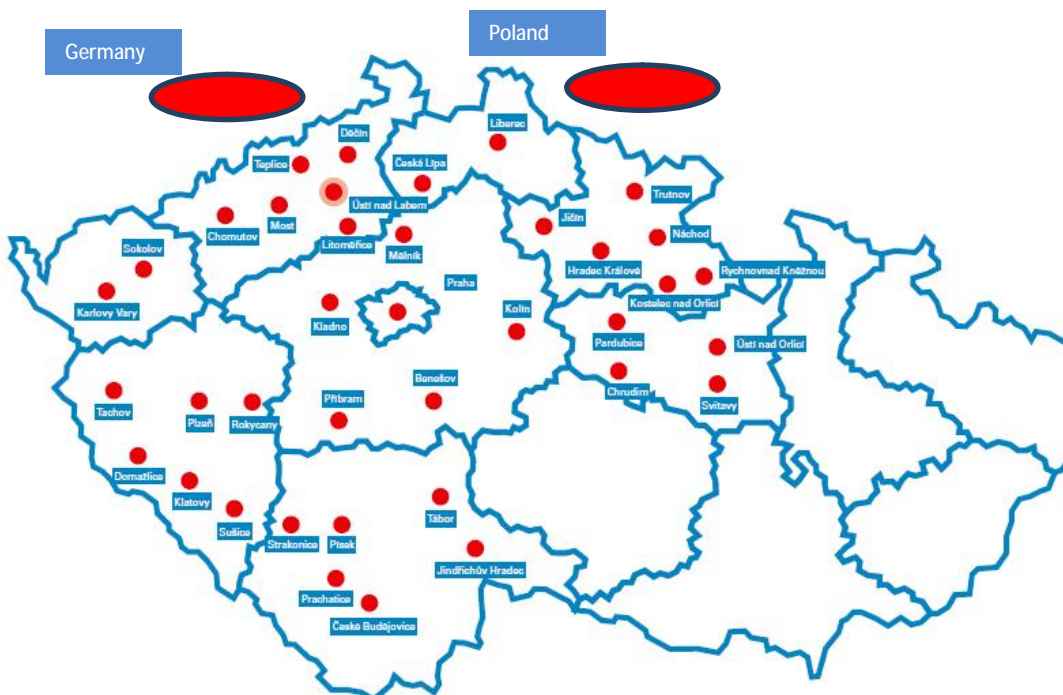 Germany
Poland
Děčín
Liberec
Teplice
Česká Lípa
Trutnov
Ústí nad Labem
Most
Jičín
Chomutov
Náchod
Litoměřice
Mělník
Sokolov
Hradec Králové
Rychnovnad Kněžnou
Praha
Kostelec nad Orlicí
Karlovy Vary
Kolín
Kladno
Pardubice
Ústí nad Orlicí
Benešov
Chrudim
Příbram
Svitavy
Tachov
Plzeň
Rokycany
Domažlice
Klatovy
Tábor
Sušice
Strakonice
Písek
Jindřichův Hradec
Prachatice
České Budějovice